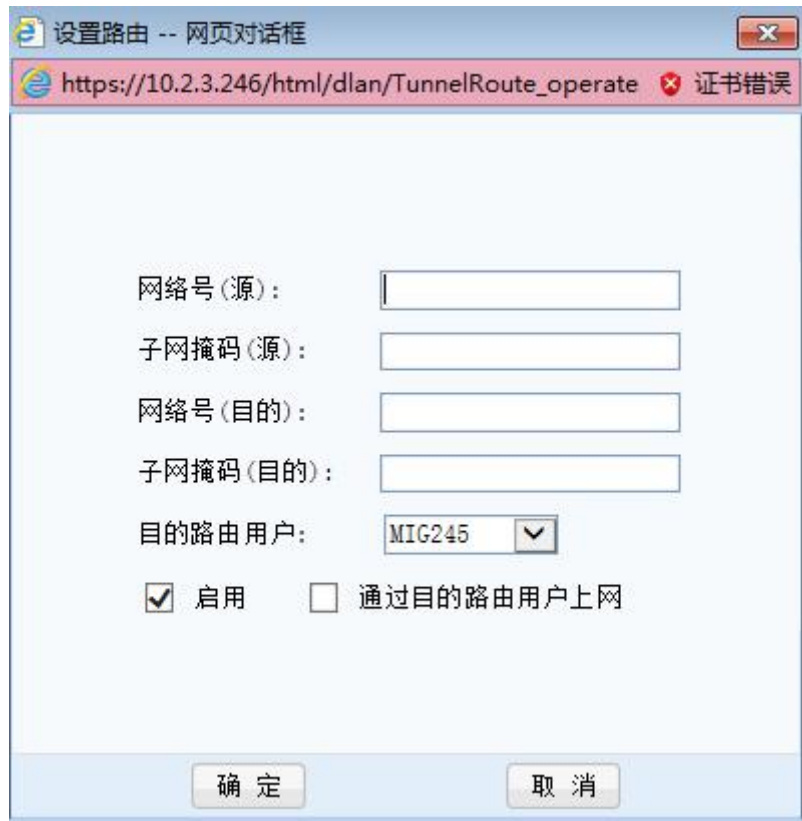 设置路由 -- 网页对话框
https://10.2.3.246/html/dlan/TunnelRoute_operate 证书错误
网络号(源):
子网掩码(源):
网络号(目的):
子网掩码(目的):
目的路由用户: MIG245
启用 通过目的路由用户上网
确定 取消